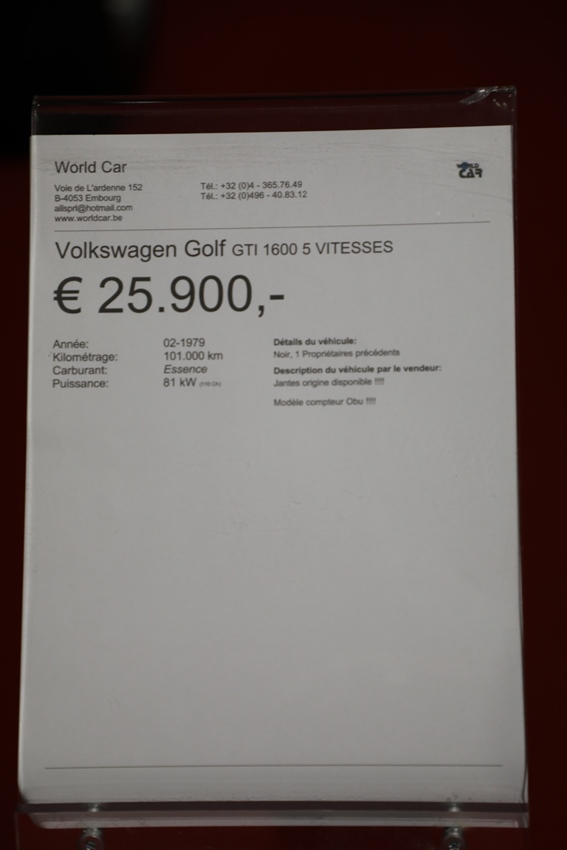 World Car
Voie de L'ardenne 152
B-4053 Embourg
allsprl@hotmail.com
www.worldcar.be
Tél.: +32 (0)4 - 365.76.49
Tél.: +32 (0)496 - 40.83.12
CAR
Volkswagen Golf GTI 1600 5 VITESSES
€ 25.900,-
Année: 02-1979
Kilométrage: 101.000 km
Carburant: Essence
Puissance: 81 kW (110 Ch)
Détails du véhicule:
Noir, 1 Propriétaires précédents
Description du véhicule par le vendeur:
Jantes origine disponible !!!!
Modèle compteur Obu !!!!